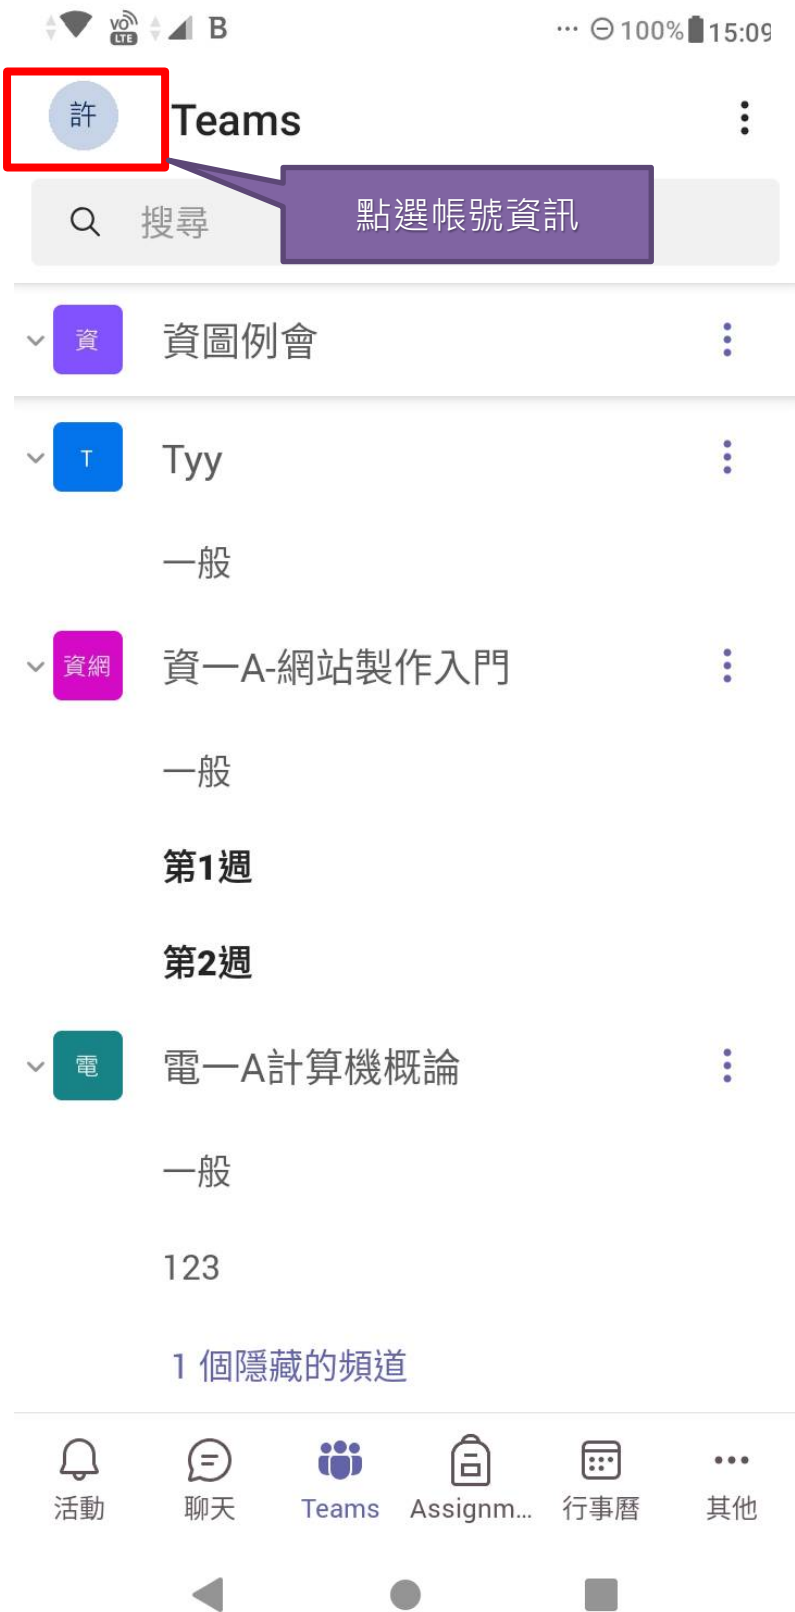 VO LTE B ... 100% 15:09
許 Teams
搜尋
點選帳號資訊
資 資圖例會
T Tyy
一般
資網 資一A-網站製作入門
一般
第1週
第2週
電 電一A計算機概論
一般
123
1 個隱藏的頻道
活動 聊天 Teams Assignm... 行事曆 其他